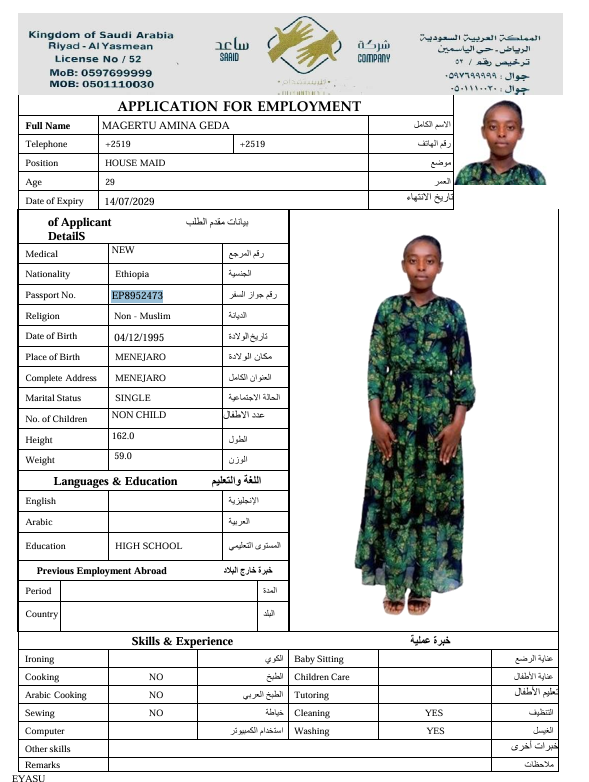 Kingdom of Saudi Arabia
Riyad - Al Yasmean
License No / 52
MoB: 0597699999
MOB: 0501110030
ساعد
SAAID
شركة
COMPANY
المملكة العربية السعودية
الرياض - حي الياسمين
ترخيص رقم / ٥٢
جوال : ٠٥٩٧٦٩٩٩٩٩
جوال : ٠٥٠١١١٠٠٣٠
APPLICATION FOR EMPLOYMENT
Full Name MAGERTU AMINA GEDA الاسم الكامل
Telephone +2519 +2519 رقم الهاتف
Position HOUSE MAID موضع
Age 29 العمر
Date of Expiry 14/07/2029 تاريخ الانتهاء
of Applicant بيانات مقدم الطلب
DetailS
Medical NEW رقم المرجع
Nationality Ethiopia الجنسية
Passport No. EP8952473 رقم جواز السفر
Religion Non - Muslim الديانة
Date of Birth 04/12/1995 تاريخ الولادة
Place of Birth MENEJARO مكان الولادة
Complete Address MENEJARO العنوان الكامل
Marital Status SINGLE الحالة الاجتماعية
No. of Children NON CHILD عدد الاطفال
Height 162.0 الطول
Weight 59.0 الوزن
Languages & Education اللغة والتعليم
English الإنجليزية
Arabic العربية
Education HIGH SCHOOL المستوى التعليمي
Previous Employment Abroad خبرة خارج البلاد
Period المدة
Country البلد
Skills & Experience خبرة عملية
Ironing الكوي Baby Sitting عناية الرضع
Cooking NO الطبخ Children Care عناية الأطفال
Arabic Cooking NO الطبخ العربي Tutoring تعليم الأطفال
Sewing NO خياطة Cleaning YES التنظيف
Computer استخدام الكمبيوتر Washing YES الغيسل
Other skills خبرات أخرى
Remarks ملاحظات
EYASU